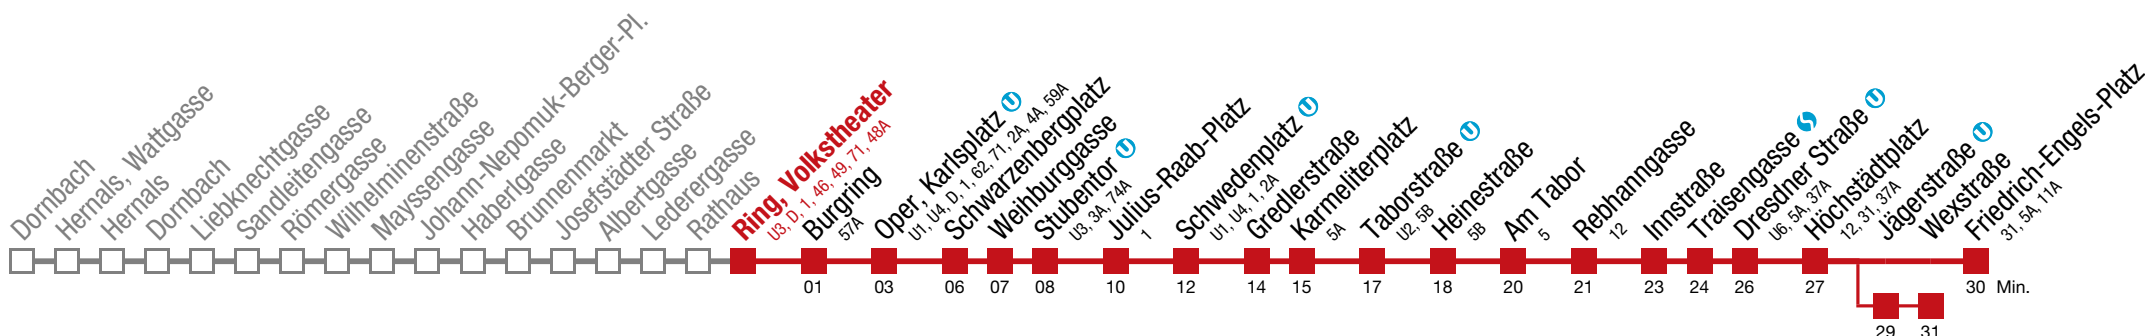 Dornbach
Hernals, Wattgasse
Hernals
Dornbach
Liebknechtgasse
Sandleitengasse
Römergasse
Wilhelminenstraße
Mayssengasse
Johann-Nepomuk-Berger-Pl.
Haberlgasse
Brunnenmarkt
Josefstädter Straße
Albertgasse
Lederergasse
Rathaus
Ring, Volkstheater
U3, D, 1, 46, 49, 71, 48A
Burgring
57A
Oper, Karlsplatz U
U1, U4, D, 1, 62, 71, 2A, 4A, 59A
Schwarzenbergplatz
Weihburggasse
Stubentor U
U3, 3A, 74A
Julius-Raab-Platz
1
Schwedenplatz U
U1, U4, 1, 2A
Gredlerstraße
Karmeliterplatz
5A
Taborstraße U
U2, 5B
Heinestraße
5B
Am Tabor
5
Rebhanngasse
12
Innstraße
Traisengasse S
Dresdner Straße U
U6, 5A, 37A
Höchstädtplatz
12, 31, 37A
Jägerstraße U
Wexstraße
Friedrich-Engels-Platz
31, 5A, 11A
01 03 06 07 08 10 12 14 15 17 18 20 21 23 24 26 27 30 Min.
29 31